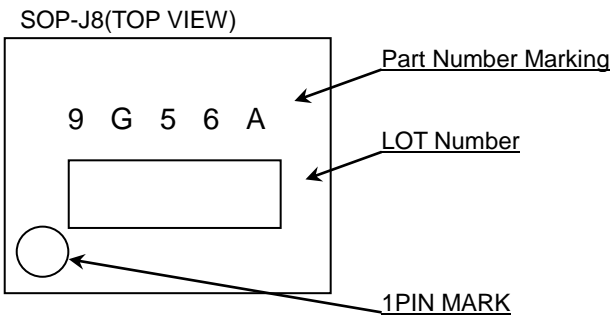 SOP-J8(TOP VIEW)
Part Number Marking
9 G 5 6 A
LOT Number
1PIN MARK